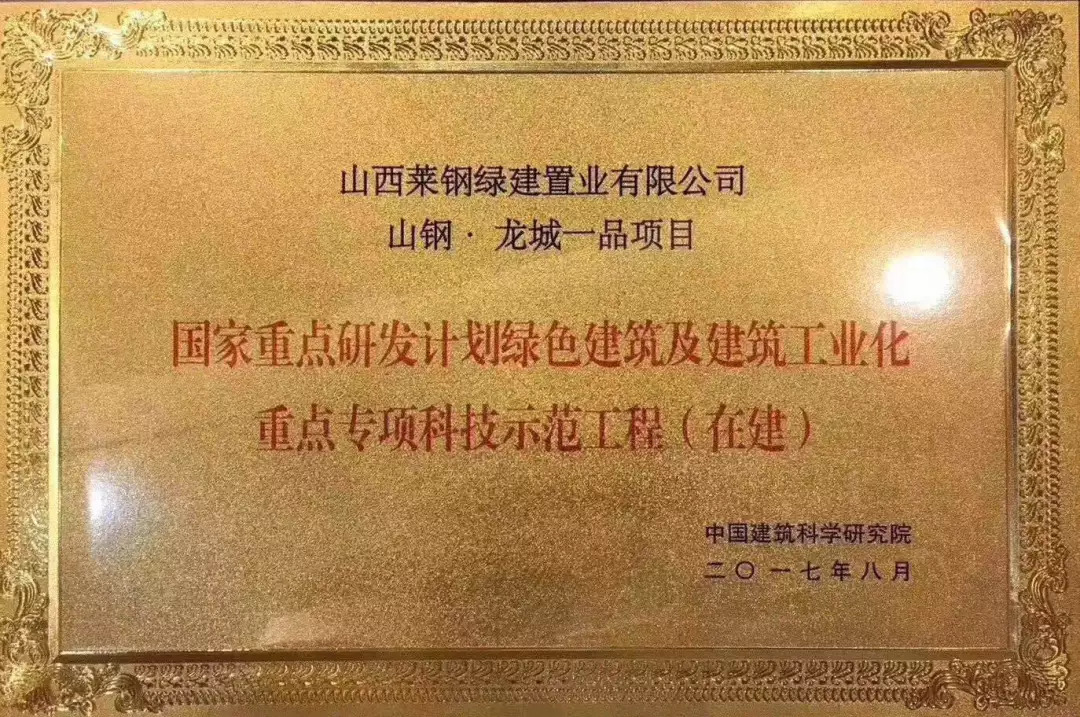 山西莱钢绿建置业有限公司
山钢·龙城一品项目
国家重点研发计划绿色建筑及建筑工业化
重点专项科技示范工程（在建）
中国建筑科学研究院
二〇一七年八月